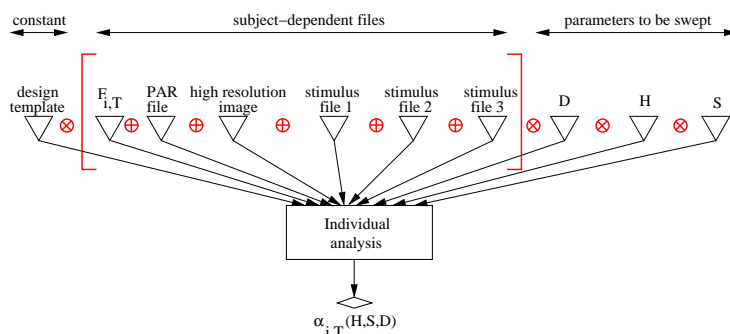 constant
subject−dependent files
parameters to be swept
design
template
F i,T
PAR
file
high resolution
image
stimulus
file 1
stimulus
file 2
stimulus
file 3
D
H
S
Individual
analysis
α i,T (H,S,D)